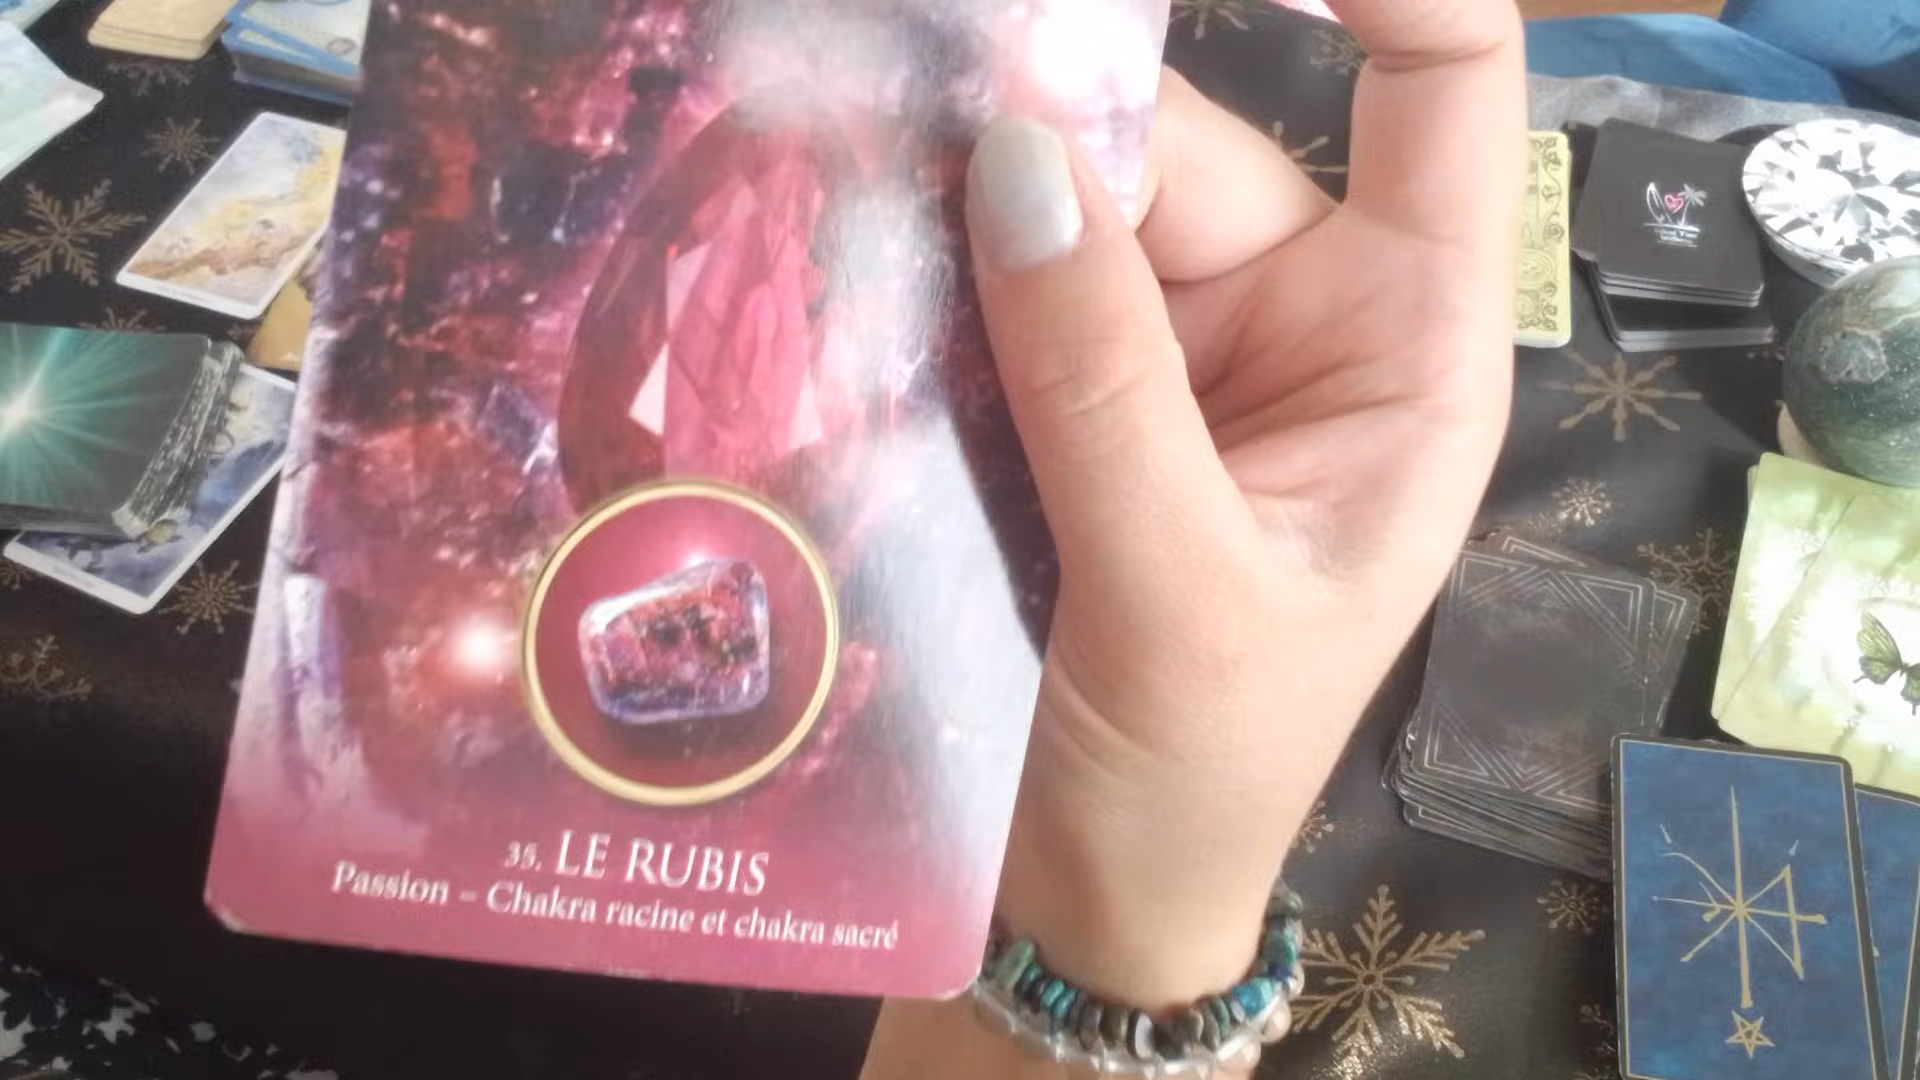 35. LE RUBIS
Passion – Chakra racine et chakra sacré